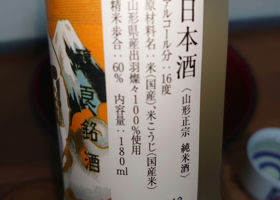 日本酒
〈山形正宗 純米酒〉
アルコール分：16度
原材料名：米（国産）、米こうじ（国産米）
山形県産出羽燦々100％使用
精米歩合：60％ 内容量：180ml
良銘酒